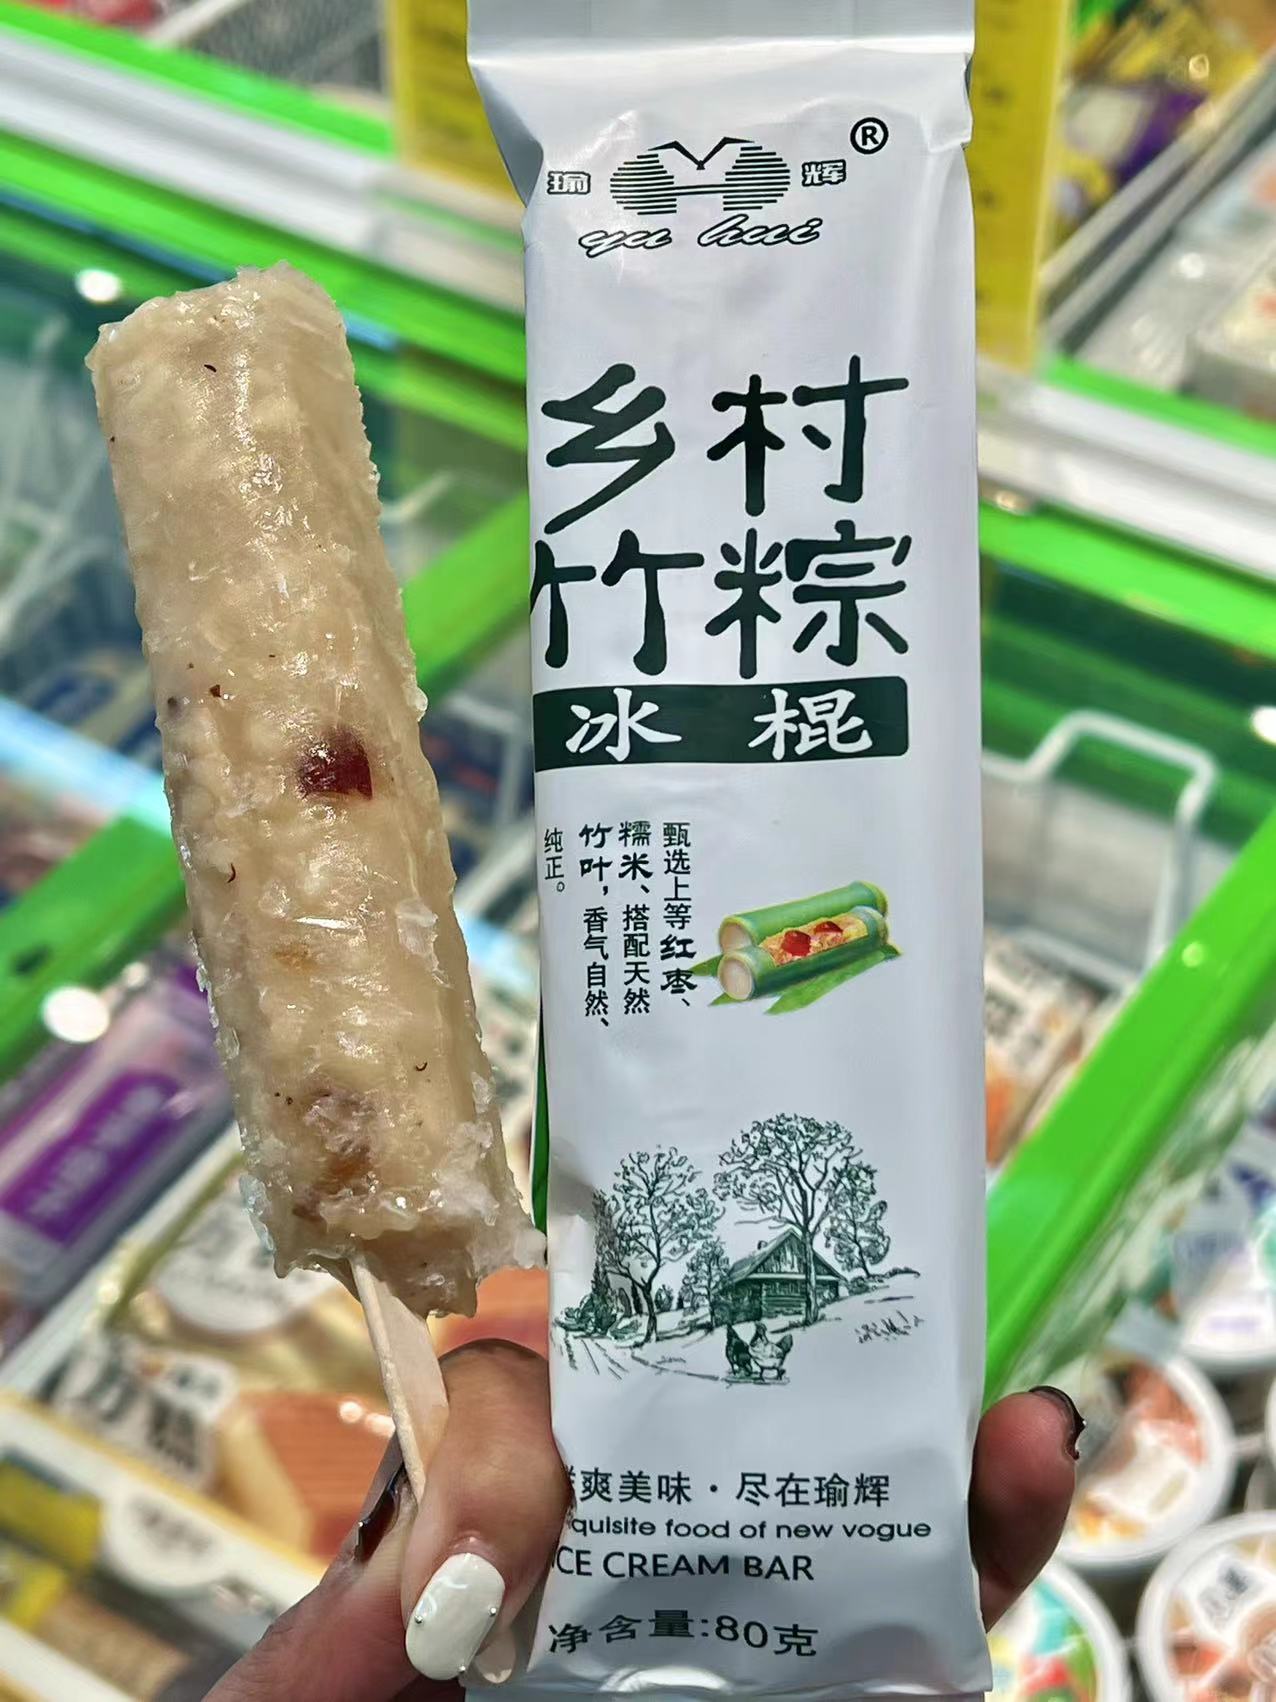 瑜 辉 ®
yu hui
乡村
竹粽
冰棍
甄选上等红枣、
糯米、搭配天然
竹叶，香气自然、
纯正。
爽美味·尽在瑜辉
quisite food of new vogue
CE CREAM BAR
净含量:80克